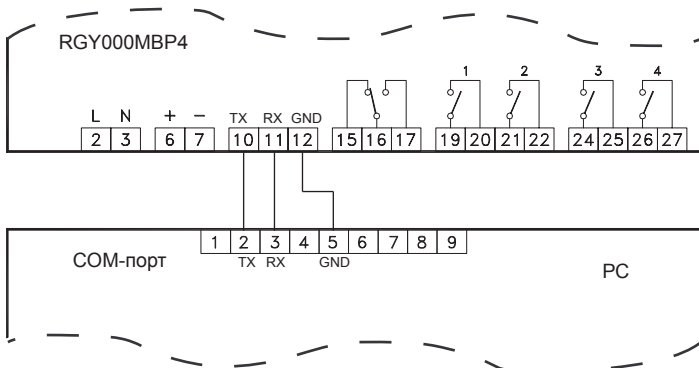 RGY000MBP4
1 2 3 4
L N + − TX RX GND
2 3 6 7 10 11 12 15 16 17 19 20 21 22 24 25 26 27
1 2 3 4 5 6 7 8 9
COM-порт TX RX GND PC